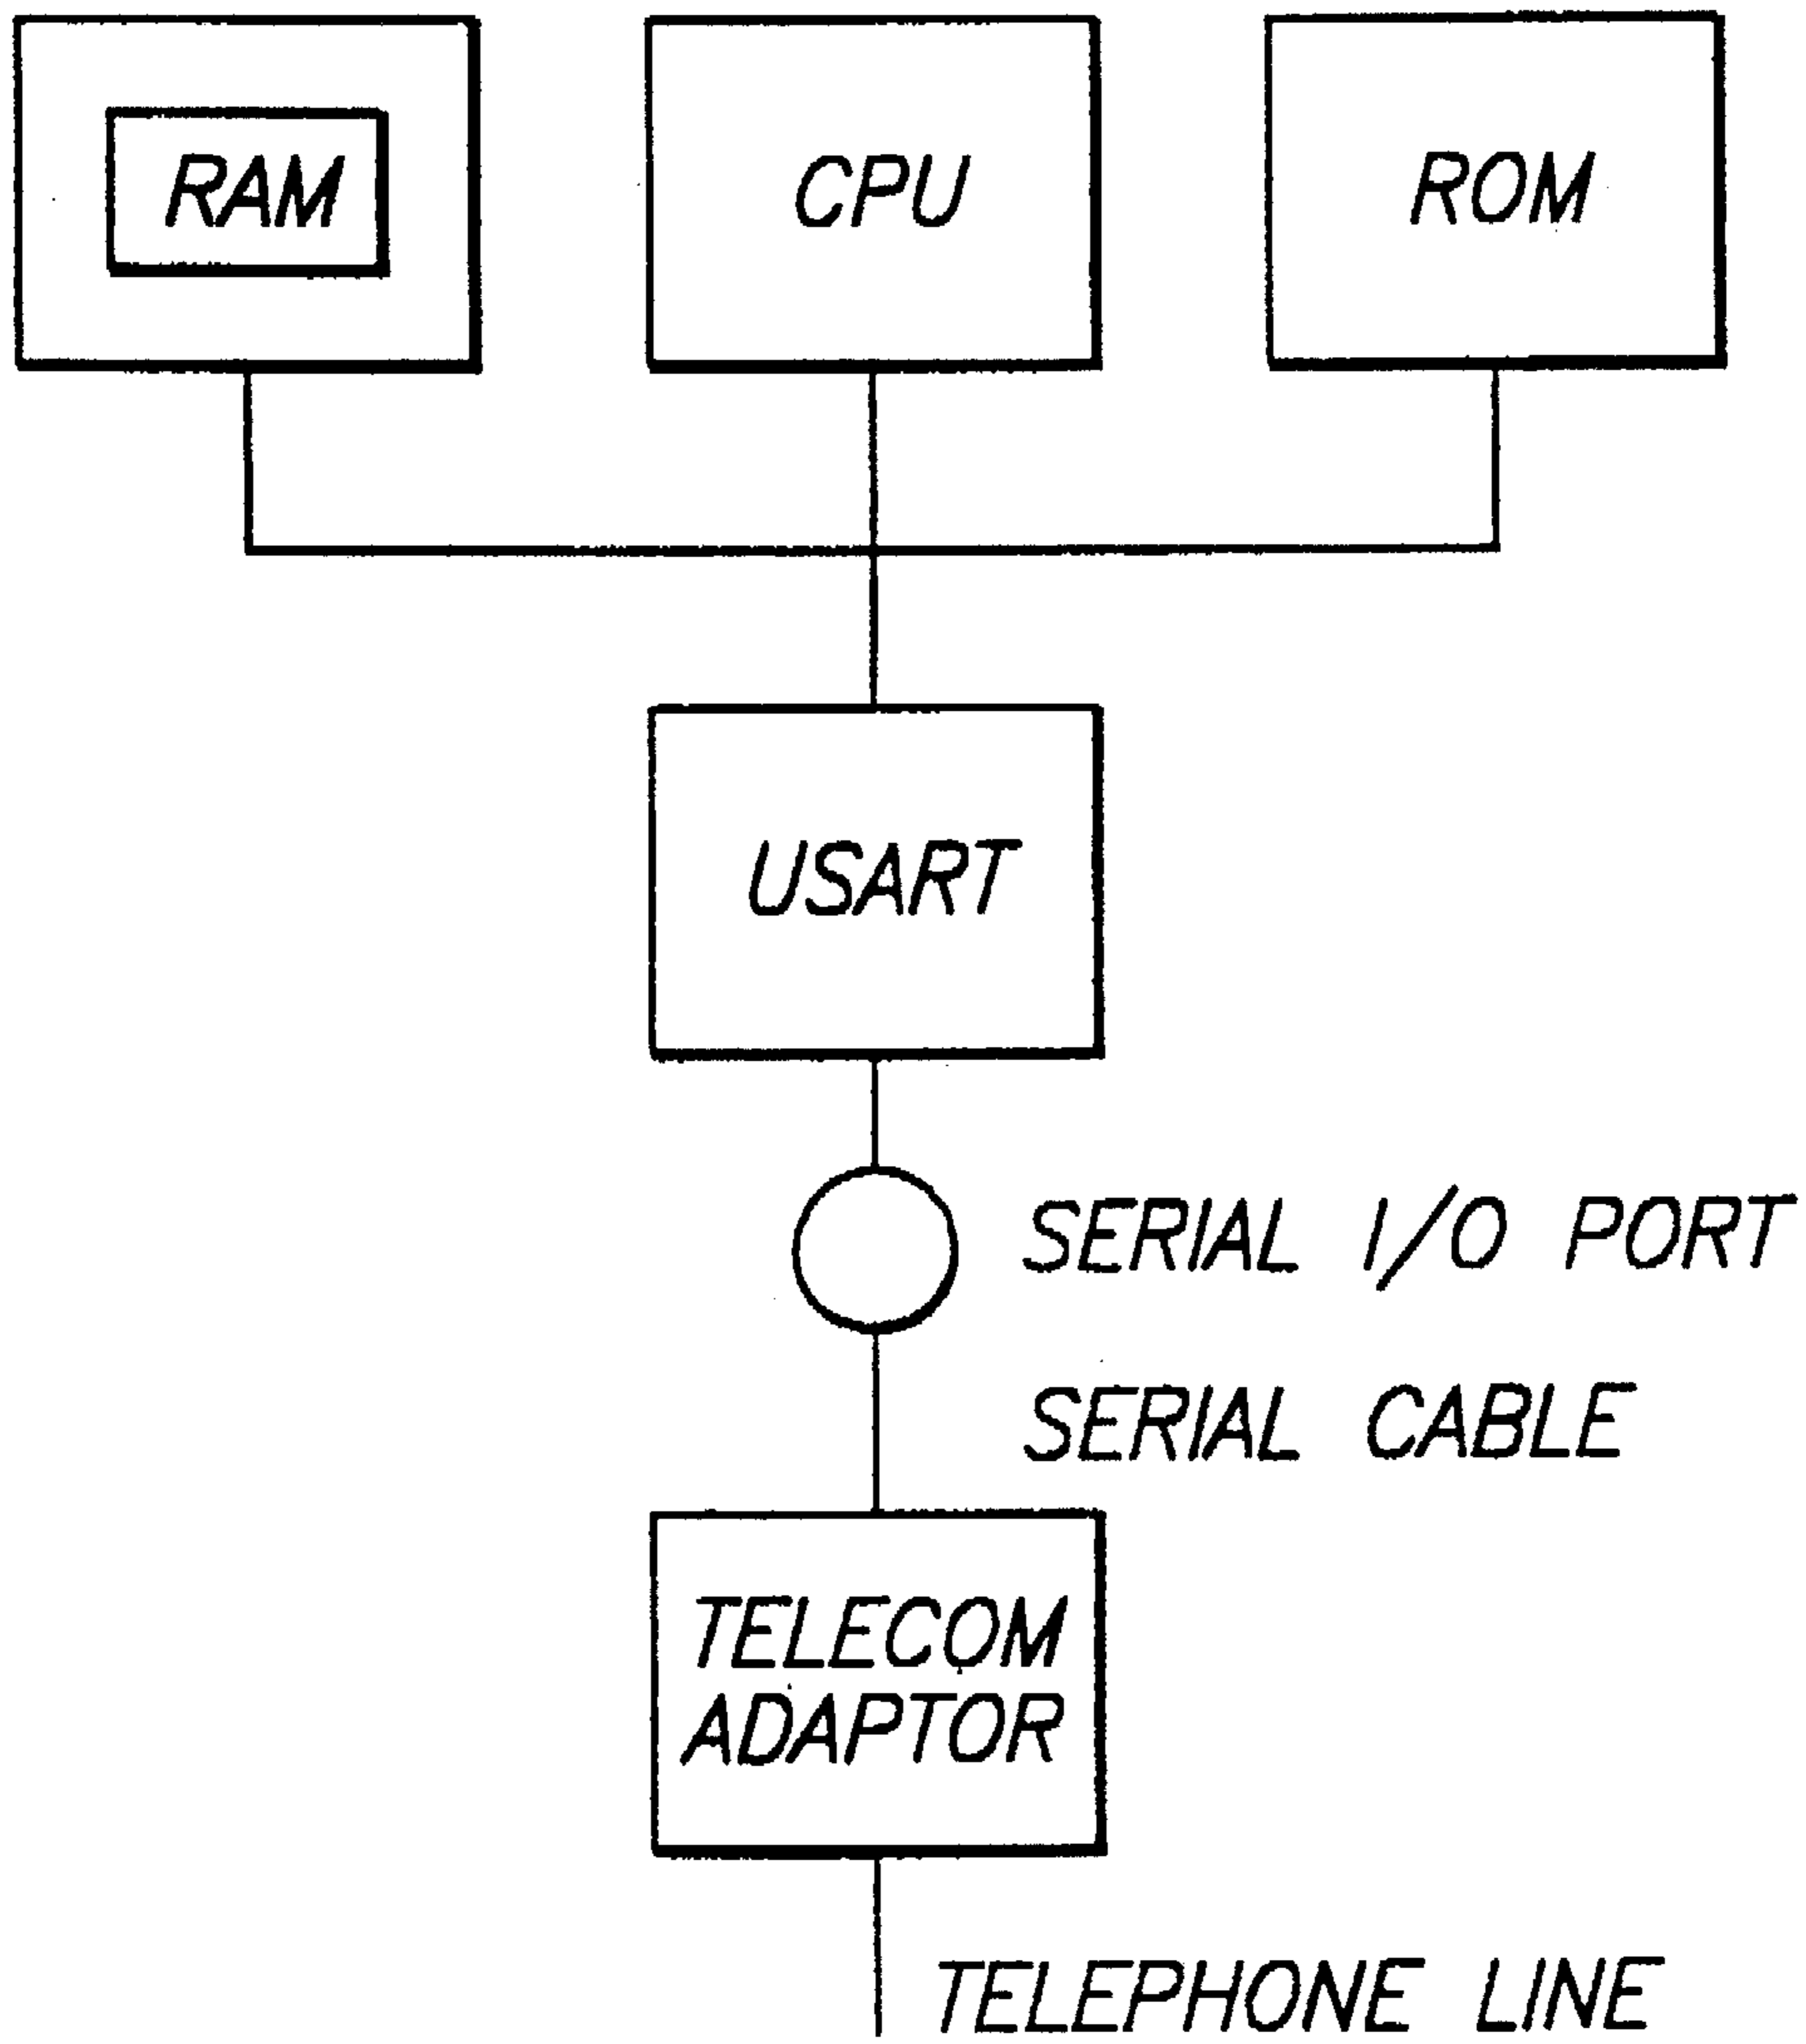 RAM
CPU
ROM
USART
SERIAL I/O PORT
SERIAL CABLE
TELECOM
ADAPTOR
TELEPHONE LINE